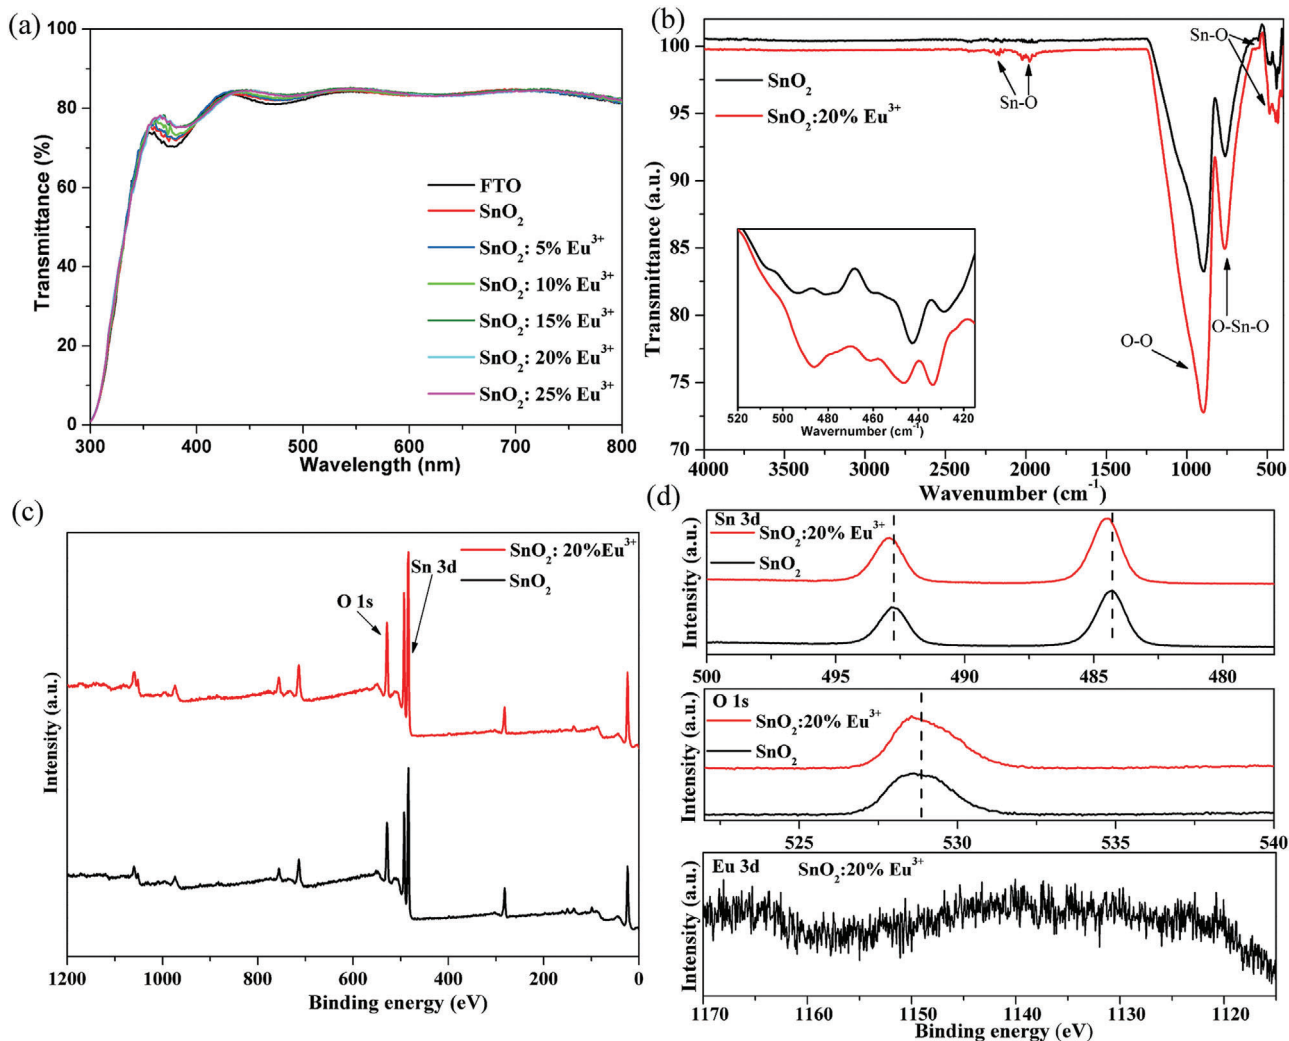 (a)
100
80
60
40
20
0
Transmittance (%)
FTO
SnO2
SnO2: 5% Eu3+
SnO2: 10% Eu3+
SnO2: 15% Eu3+
SnO2: 20% Eu3+
SnO2: 25% Eu3+
300 400 500 600 700 800
Wavelength (nm)
(b)
100
95
90
85
80
75
70
Transmittance (a.u.)
Sn-O
SnO2
SnO2:20% Eu3+
Sn-O
O-O
O-Sn-O
520 500 480 460 440 420
Wavernumber (cm-1)
4000 3500 3000 2500 2000 1500 1000 500
Wavenumber (cm-1)
(c)
SnO2: 20%Eu3+
SnO2
Sn 3d
O 1s
Intensity (a.u.)
1200 1000 800 600 400 200 0
Binding energy (eV)
(d)
Sn 3d
SnO2:20% Eu3+
SnO2
Intensity (a.u.)
500 495 490 485 480
O 1s
SnO2:20% Eu3+
SnO2
Intensity (a.u.)
525 530 535 540
Eu 3d SnO2:20% Eu3+
Intensity (a.u.)
1170 1160 1150 1140 1130 1120
Binding energy (eV)